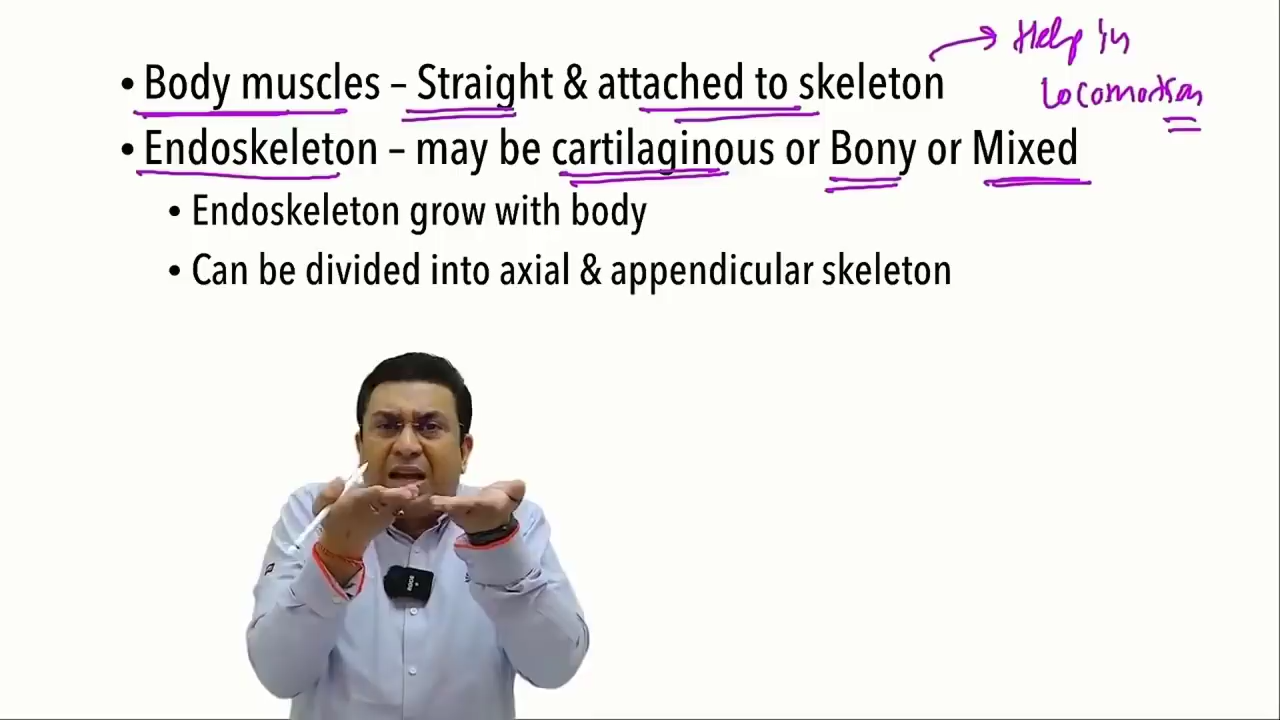 Help in
• Body muscles – Straight & attached to skeleton
Locomotion
• Endoskeleton – may be cartilaginous or Bony or Mixed
• Endoskeleton grow with body
• Can be divided into axial & appendicular skeleton
RODE